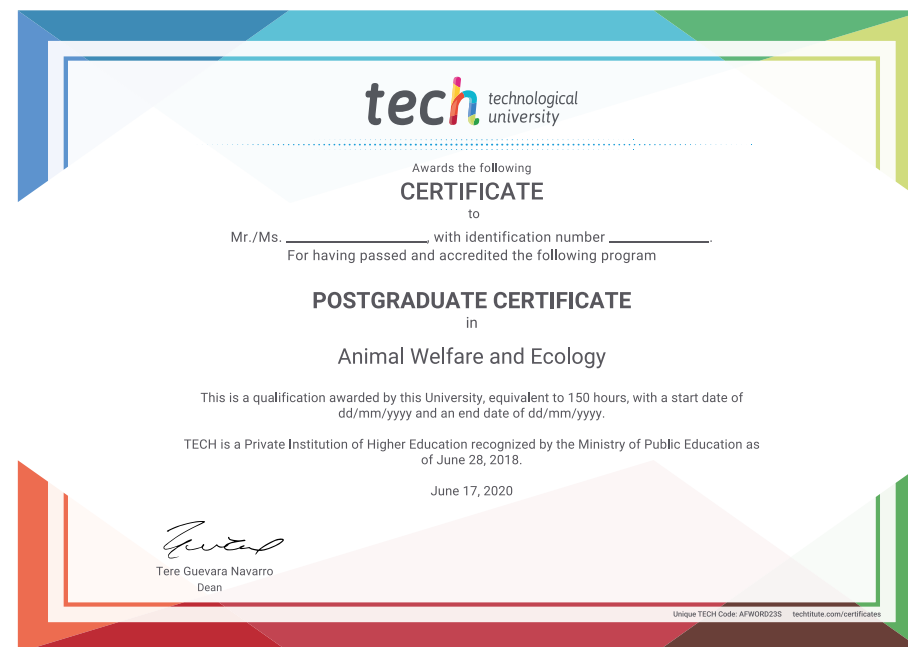 tech technological
university
Awards the following
CERTIFICATE
to
Mr./Ms. ____________, with identification number ____________.
For having passed and accredited the following program
POSTGRADUATE CERTIFICATE
in
Animal Welfare and Ecology
This is a qualification awarded by this University, equivalent to 150 hours, with a start date of
dd/mm/yyyy and an end date of dd/mm/yyyy.
TECH is a Private Institution of Higher Education recognized by the Ministry of Public Education as
of June 28, 2018.
June 17, 2020
Tere Guevara Navarro
Dean
Unique TECH Code: AFWORD23S techtitute.com/certificates